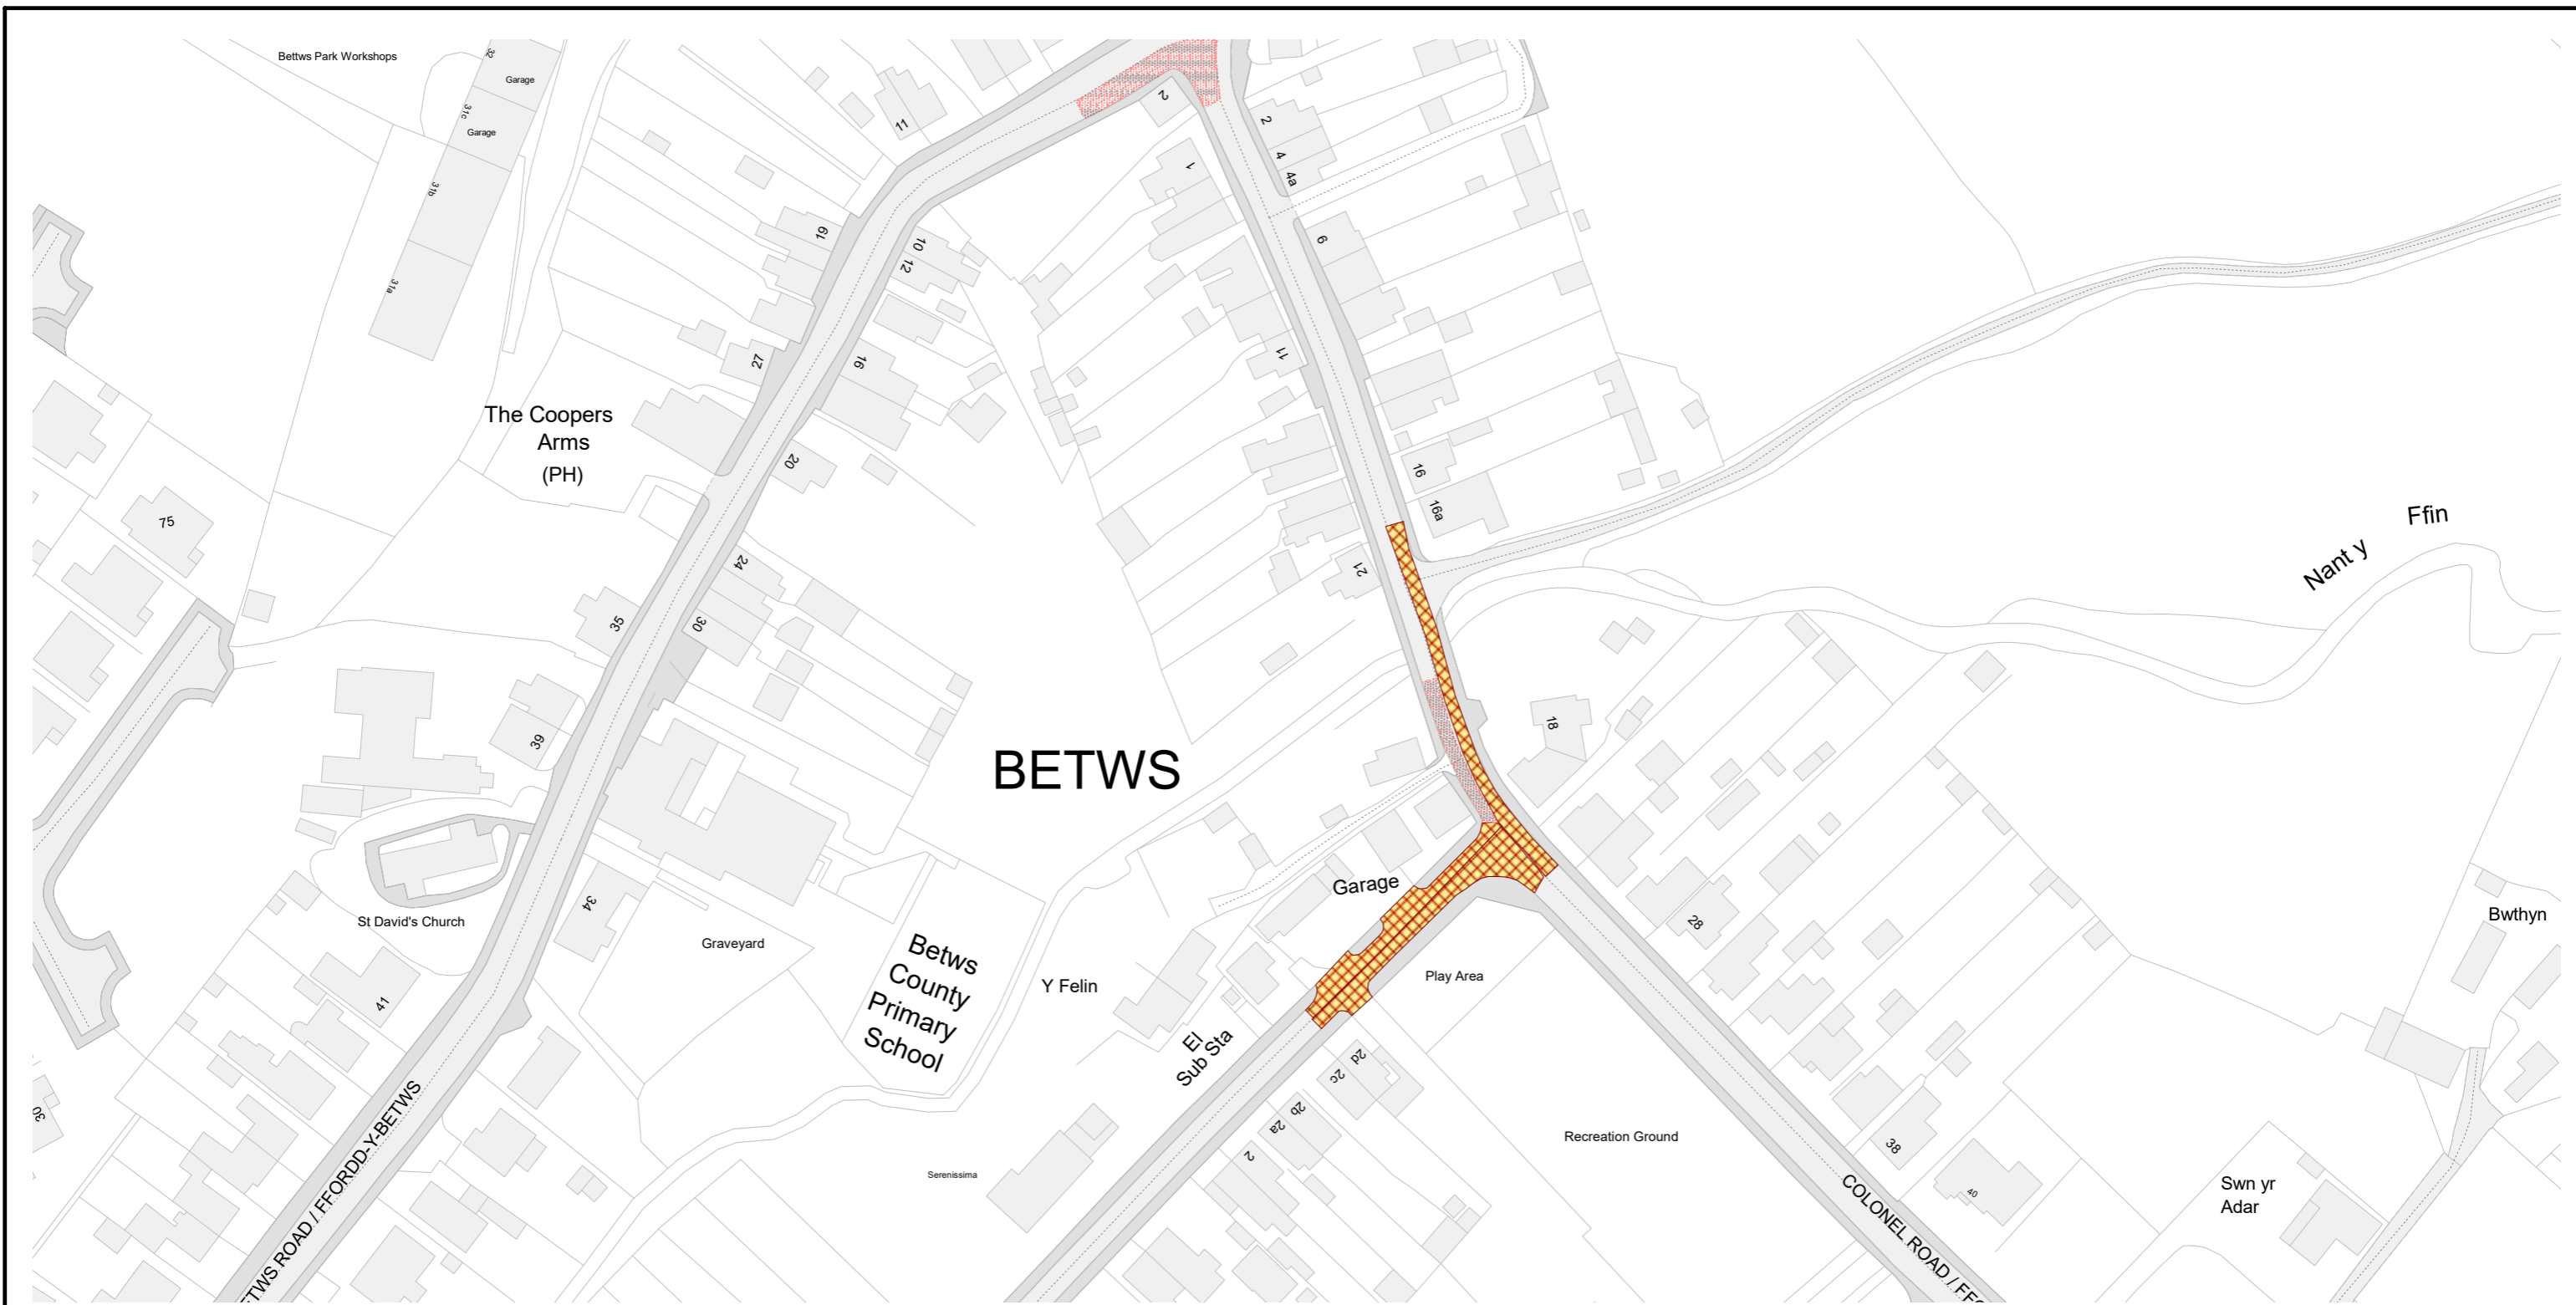 Bettws Park Workshops
32
Garage
31c
Garage
31b
31a
11
2
2
4
4a
1
6
19
10
12
11
27
16
The Coopers
Arms
(PH)
20
16
16a
75
24
21
35
30
Ffin
Nant y
18
39
BETWS
Garage
34
St David's Church
Graveyard
28
Bwthyn
Betws
County
Primary
School
Y Felin
Play Area
41
El
Sub Sta
2d
2c
2b
2a
2
30
Recreation Ground
38
40
Serenissima
Swn yr
Adar
TWS ROAD / FFORDD-Y-BETWS
COLONEL ROAD /